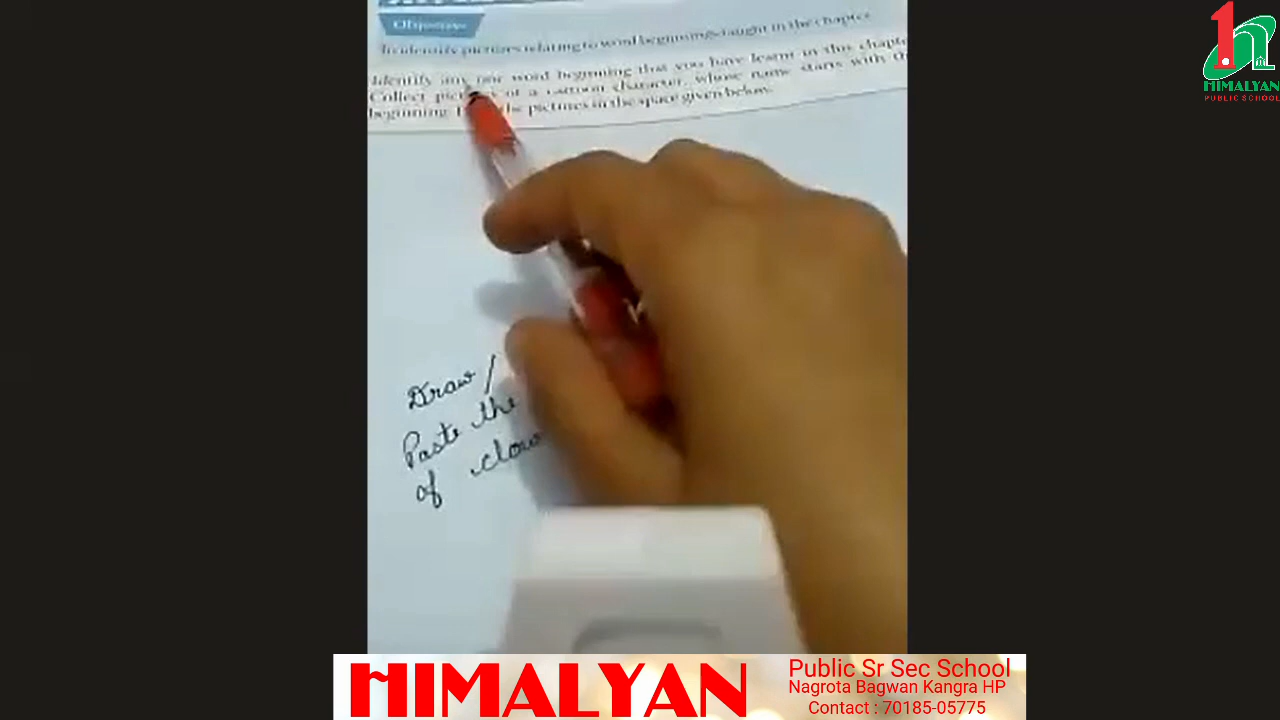 Objective
To identify pictures relating to word beginnings taught in the chapter
Identify any one word beginning that you have learnt in this chapte
Collect of a cartoon character, whose name starts with th
beginning pictures in the space given below.
Draw /
Paste the
of clow
1h
HIMALYAN
PUBLIC SCHOOL
HIMALYAN
Public Sr Sec School
Nagrota Bagwan Kangra HP
Contact : 70185-05775